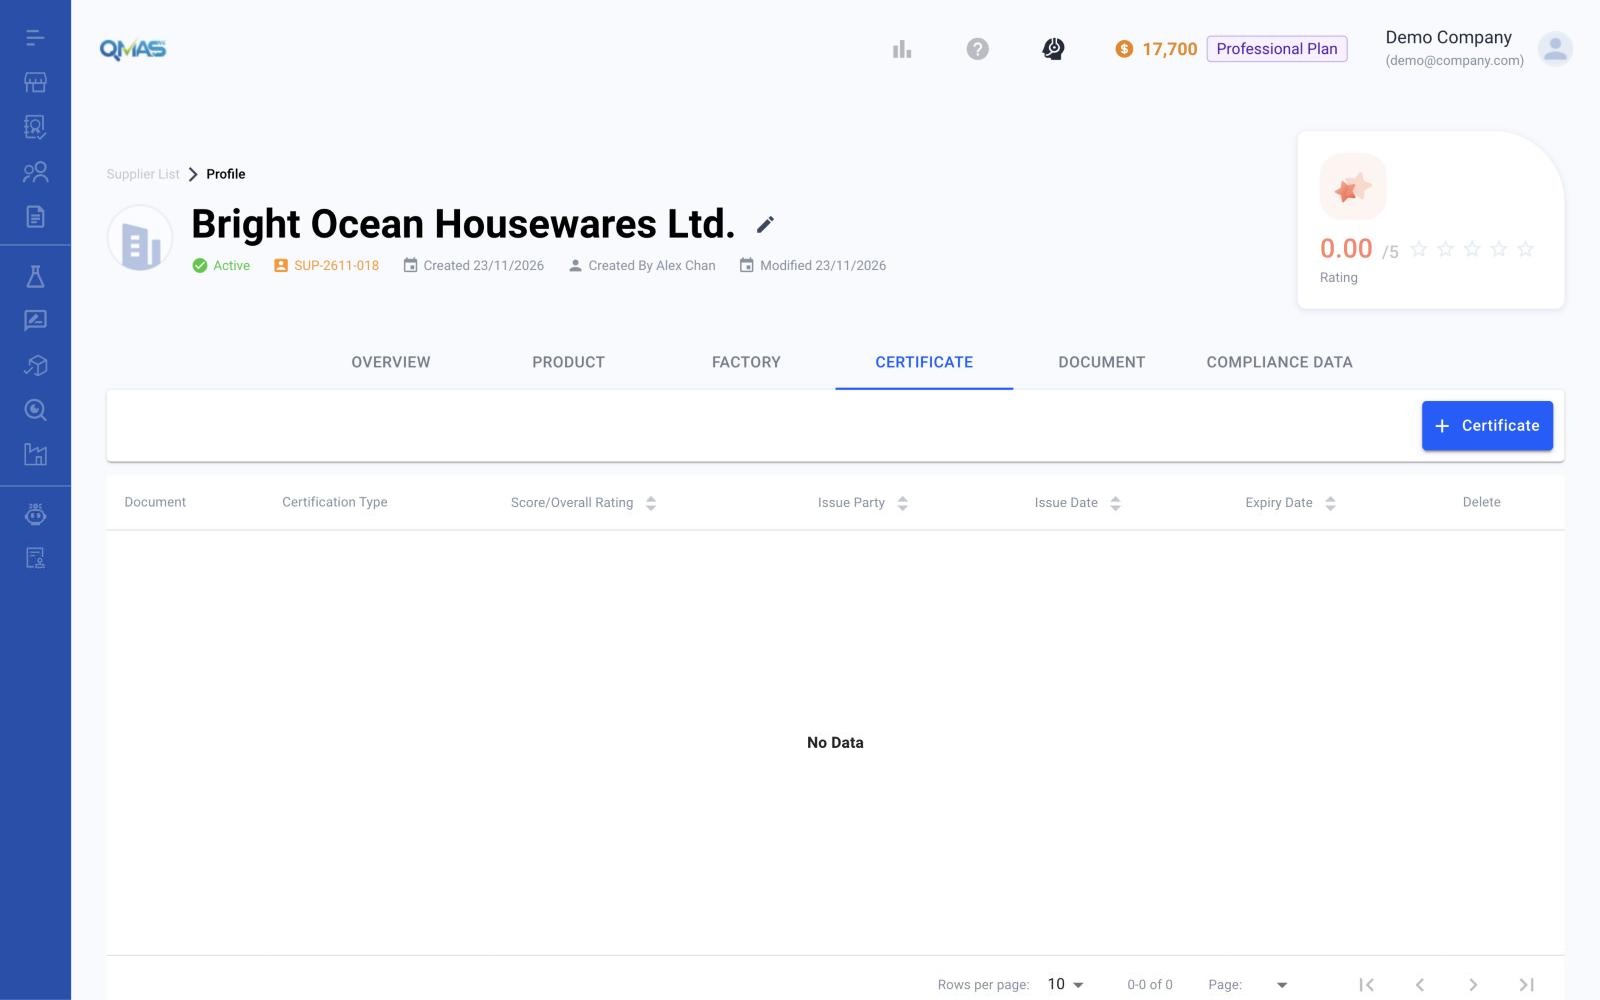 QMAS
17,700
Professional Plan
Demo Company
(demo@company.com)
Supplier List
Profile
Bright Ocean Housewares Ltd.
Active
SUP-2611-018
Created 23/11/2026
Created By Alex Chan
Modified 23/11/2026
0.00 /5
Rating
OVERVIEW
PRODUCT
FACTORY
CERTIFICATE
DOCUMENT
COMPLIANCE DATA
+ Certificate
Document
Certification Type
Score/Overall Rating
Issue Party
Issue Date
Expiry Date
Delete
No Data
Rows per page: 10
0-0 of 0
Page: